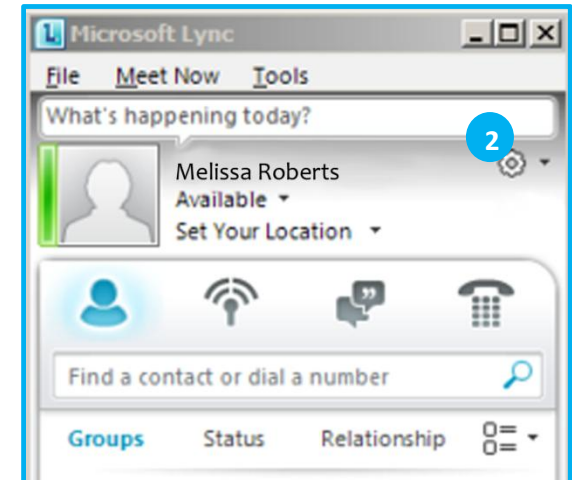 Microsoft Lync
File Meet Now Tools
What's happening today?
2
Melissa Roberts
Available
Set Your Location
Find a contact or dial a number
Groups Status Relationship